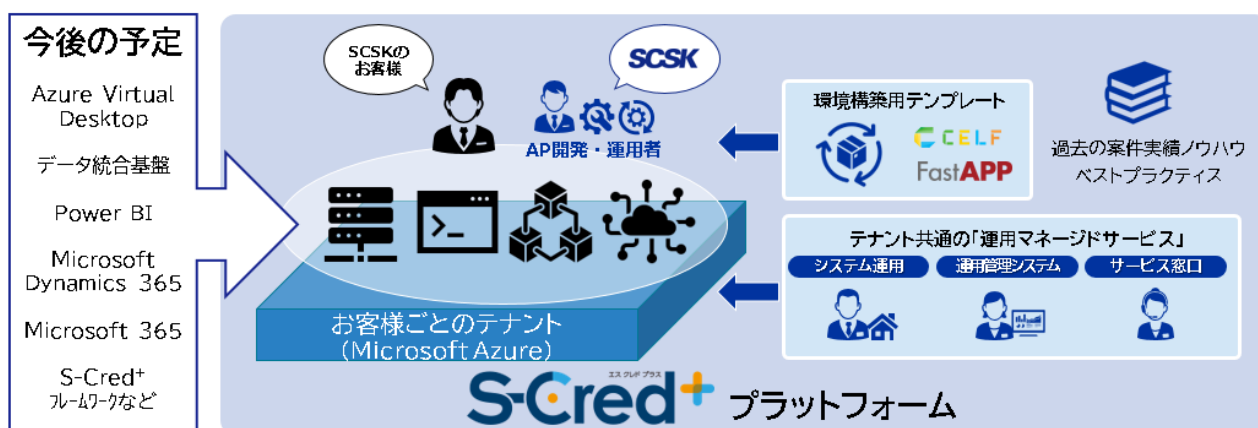 今後の予定
Azure Virtual
Desktop
データ統合基盤
Power BI
Microsoft
Dynamics 365
Microsoft 365
S-Cred⁺
フレームワークなど
SCSKの
お客様
SCSK
AP開発・運用者
お客様ごとのテナント
(Microsoft Azure)
環境構築用テンプレート
CELF
FastAPP
過去の案件実績ノウハウ
ベストプラクティス
テナント共通の「運用マネージドサービス」
システム運用
運用管理システム
サービス窓口
エス クレド プラス
S-Cred⁺ プラットフォーム